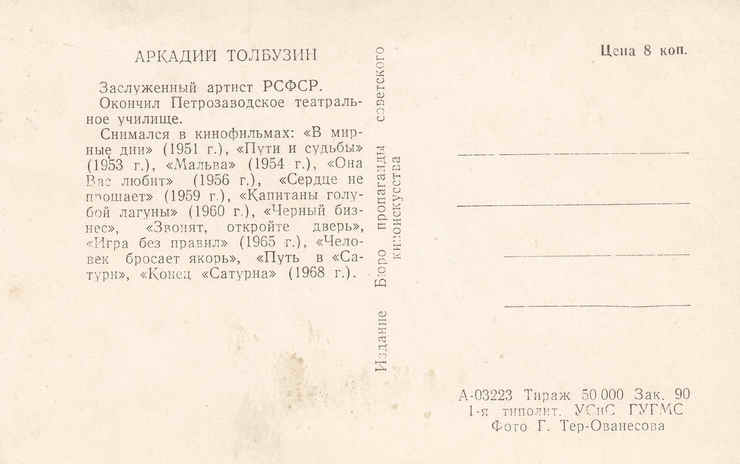 АРКАДИЙ ТОЛБУЗИН
Заслуженный артист РСФСР.
Окончил Петрозаводское театраль-
ное училище.
Снимался в кинофильмах: «В мир-
ные дни» (1951 г.), «Пути и судьбы»
(1953 г.), «Мальва» (1954 г.), «Она
Вас любит» (1956 г.), «Сердце не
прощает» (1959 г.), «Капитаны голу-
бой лагуны» (1960 г.), «Черный биз-
нес», «Звонят, откройте дверь»,
«Игра без правил» (1965 г.), «Чело-
век бросает якорь», «Путь в «Са-
турн», «Конец «Сатурна» (1968 г.).
Издание Бюро пропаганды советского
киноискусства
Цена 8 коп.
А-03223 Тираж 50.000 Зак. 90
1-я типолит. УСиС ГУГМС
Фото Г. Тер-Ованесова